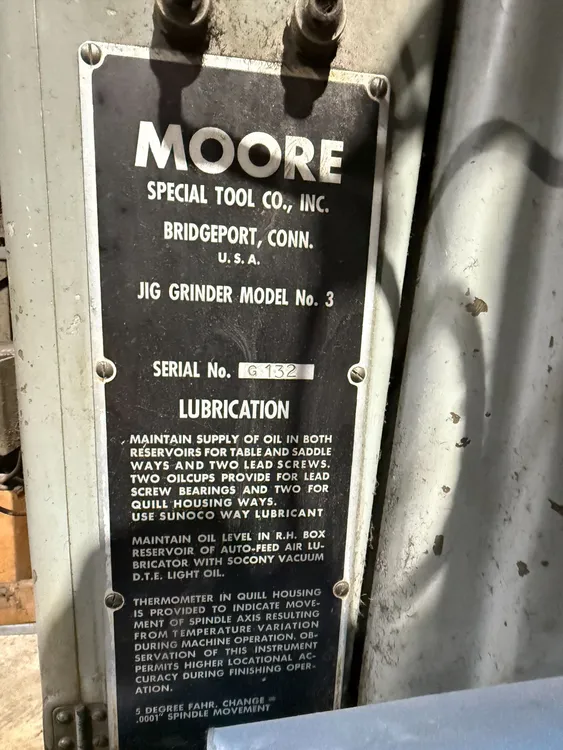 MOORE
SPECIAL TOOL CO., INC.
BRIDGEPORT, CONN.
U.S.A.
JIG GRINDER MODEL No. 3
SERIAL No. G 132
LUBRICATION
MAINTAIN SUPPLY OF OIL IN BOTH
RESERVOIRS FOR TABLE AND SADDLE
WAYS AND TWO LEAD SCREWS.
TWO OILCUPS PROVIDE FOR LEAD
SCREW BEARINGS AND TWO FOR
QUILL HOUSING WAYS.
USE SUNOCO WAY LUBRICANT
MAINTAIN OIL LEVEL IN R.H. BOX
RESERVOIR OF AUTO-FEED AIR LU-
BRICATOR WITH SOCONY VACUUM
D.T.E. LIGHT OIL.
THERMOMETER IN QUILL HOUSING
IS PROVIDED TO INDICATE MOVE-
MENT OF SPINDLE AXIS RESULTING
FROM TEMPERATURE VARIATION
DURING MACHINE OPERATION. OB-
SERVATION OF THIS INSTRUMENT
PERMITS HIGHER LOCATIONAL AC-
CURACY DURING FINISHING OPER-
ATION.
5 DEGREE FAHR. CHANGE =
.0001" SPINDLE MOVEMENT